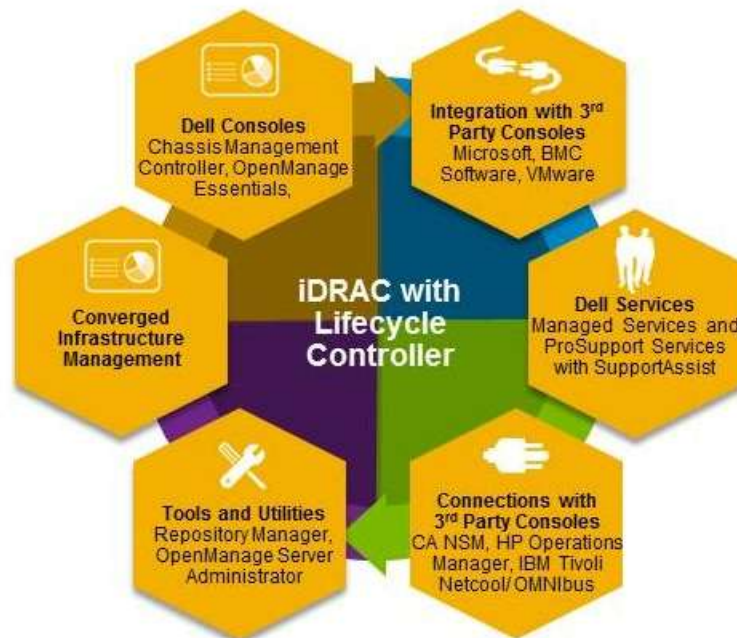 Dell Consoles
Chassis Management
Controller, OpenManage
Essentials,
Integration with 3rd
Party Consoles
Microsoft, BMC
Software, VMware
Converged
Infrastructure
Management
iDRAC with
Lifecycle
Controller
Dell Services
Managed Services and
ProSupport Services
with SupportAssist
Tools and Utilities
Repository Manager,
OpenManage Server
Administrator
Connections with
3rd Party Consoles
CA NSM, HP Operations
Manager, IBM Tivoli
Netcool/OMNIbus